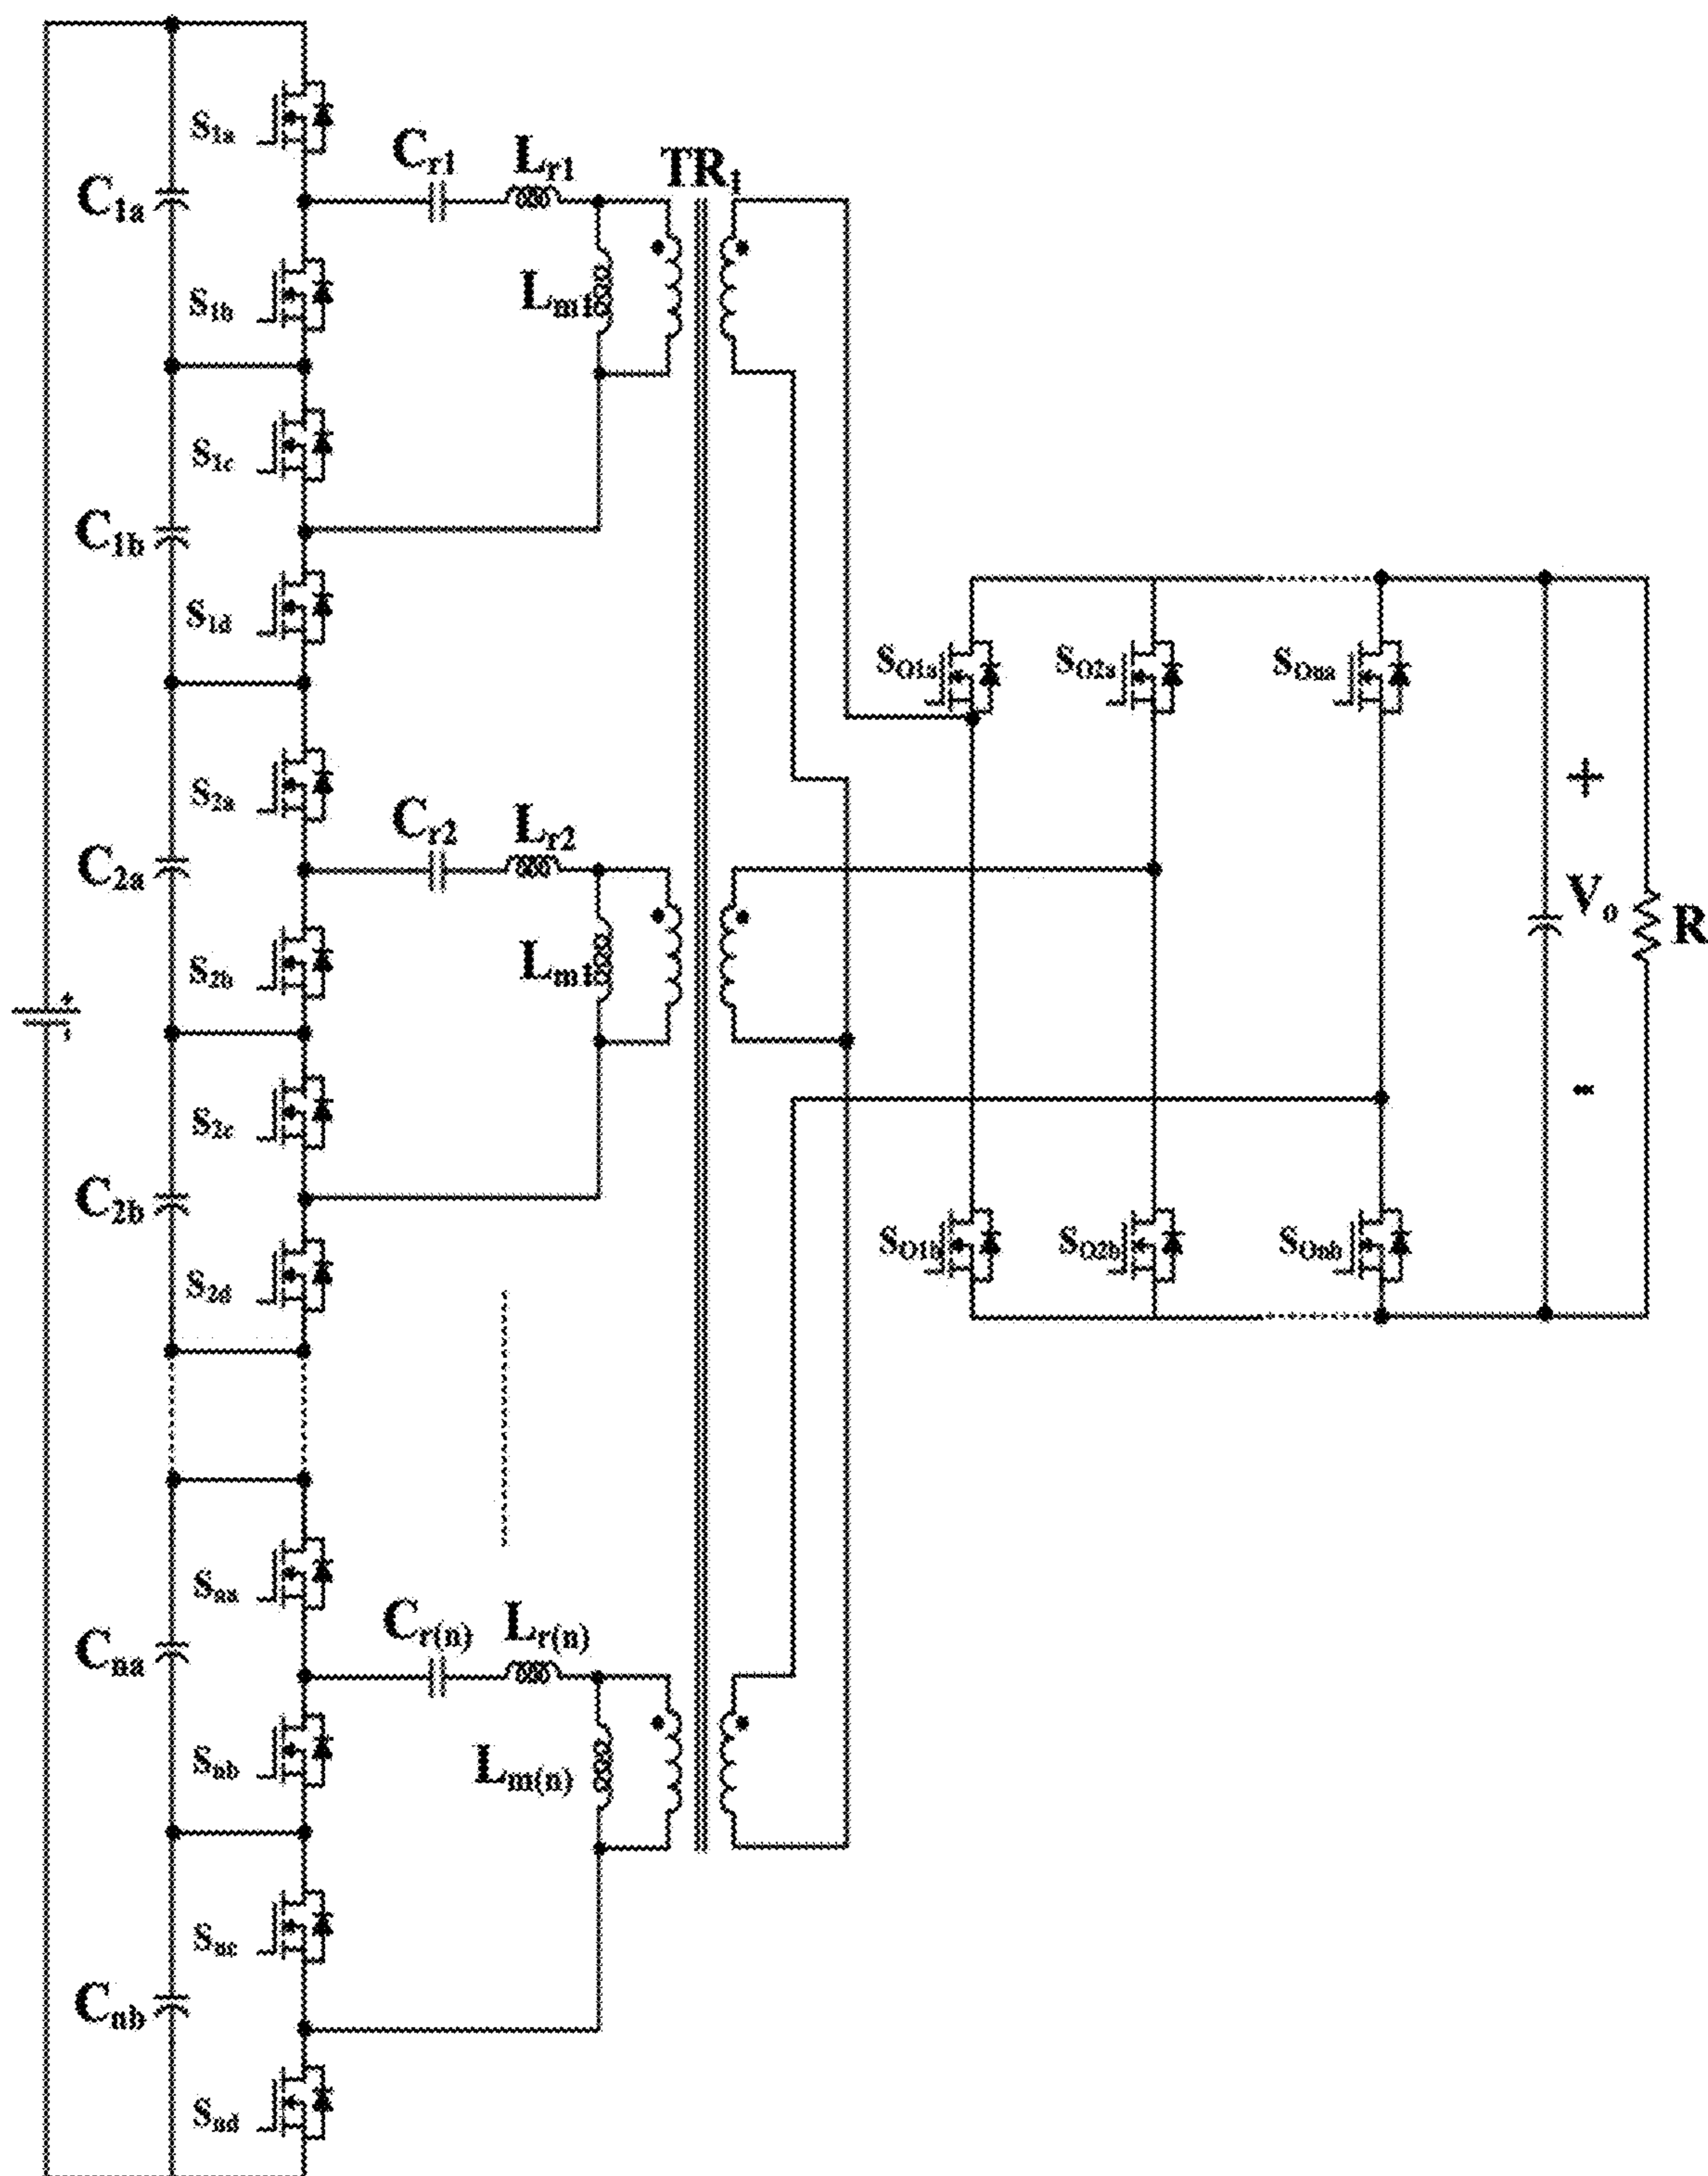 S1a
Cr1
Lr1
TR1
C1a
Lm1
S1b
S1c
C1b
S1d
SO1a
SO2a
SOna
S2a
+
Cr2
Lr2
C2a
Vo
R
Lm1
S2b
+
-
-
S2c
C2b
SO1b
SO2b
SOnb
S2d
Sna
Cr(n)
Lr(n)
Cna
Snb
Lm(n)
Snc
Cnb
Snd